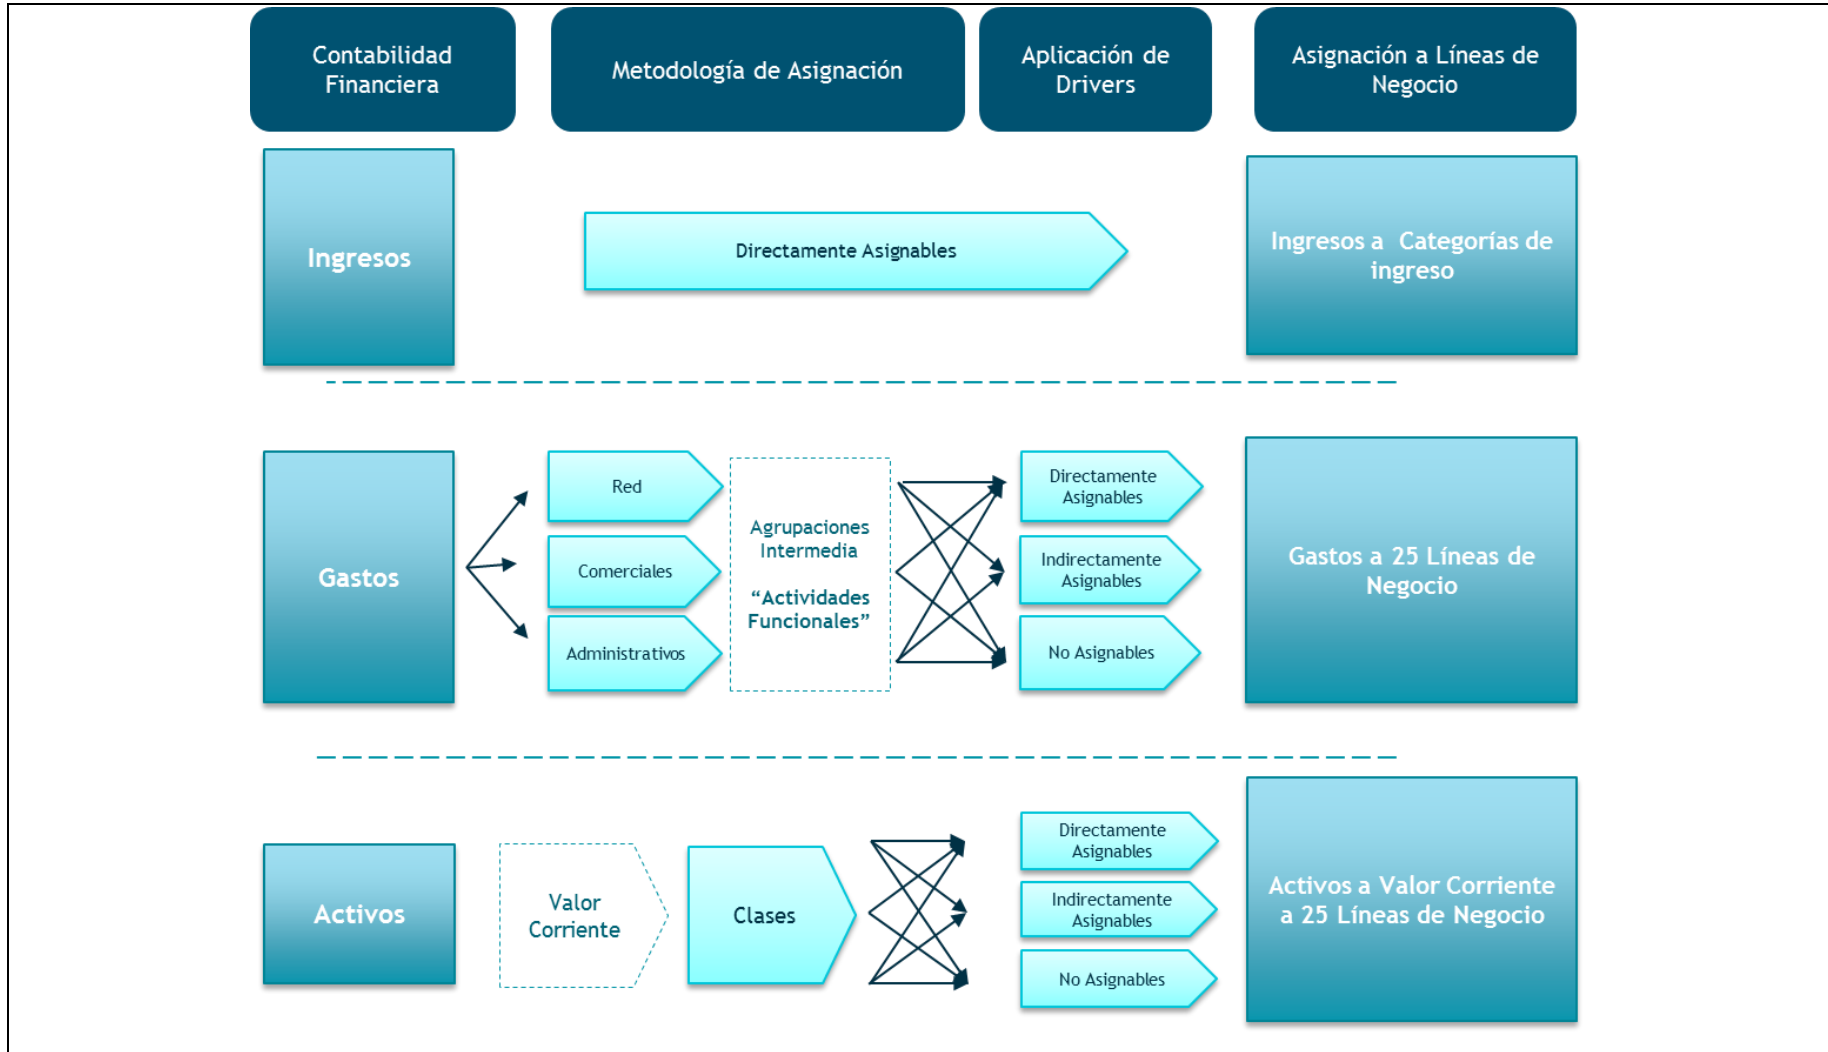 Contabilidad
Financiera
Metodología de Asignación
Aplicación de
Drivers
Asignación a Líneas de
Negocio
Ingresos
Directamente Asignables
Ingresos a Categorías de
ingreso
Gastos
Red
Comerciales
Administrativos
Agrupaciones
Intermedia
“Actividades
Funcionales”
Directamente
Asignables
Indirectamente
Asignables
No Asignables
Gastos a 25 Líneas de
Negocio
Activos
Valor
Corriente
Clases
Directamente
Asignables
Indirectamente
Asignables
No Asignables
Activos a Valor Corriente
a 25 Líneas de Negocio